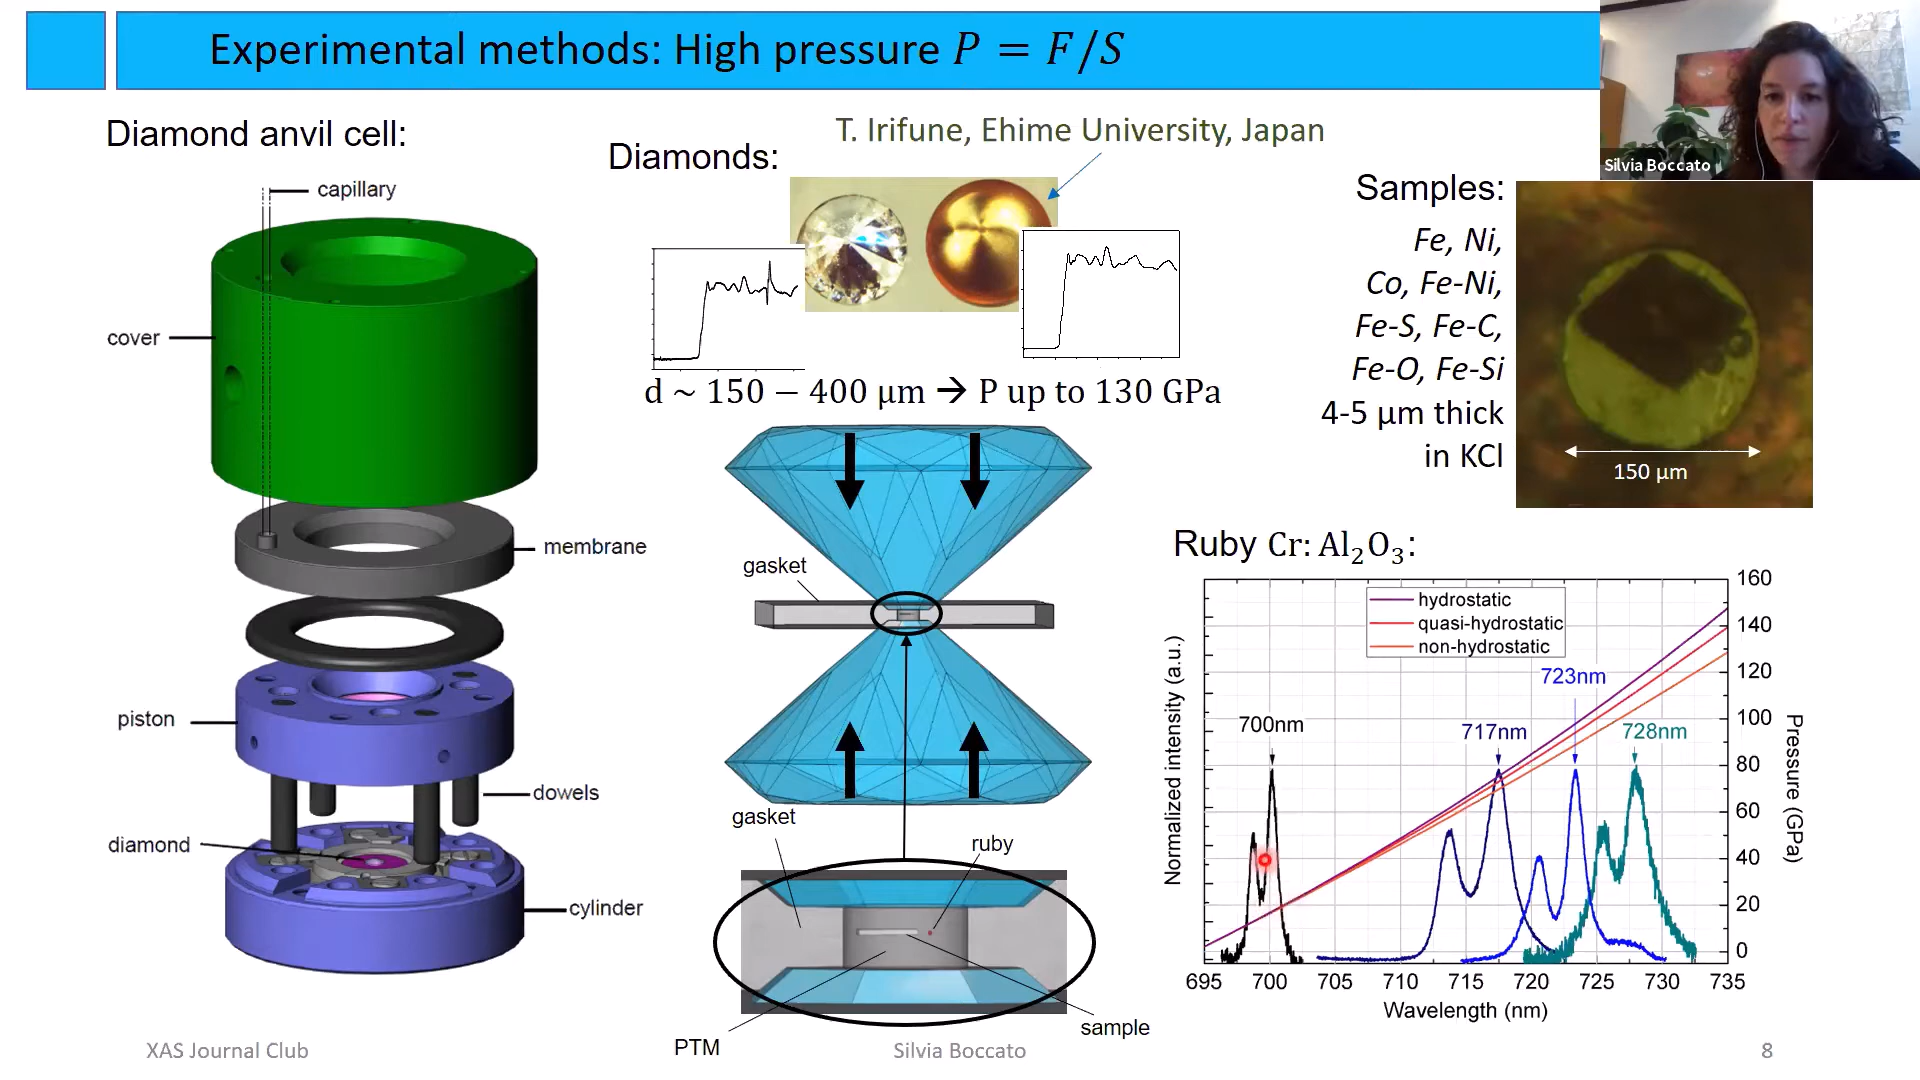 Experimental methods: High pressure P = F/S
Silvia Boccato
Diamond anvil cell:
capillary
cover
membrane
piston
dowels
diamond
cylinder
T. Irifune, Ehime University, Japan
Diamonds:
d ~ 150 − 400 μm → P up to 130 GPa
gasket
gasket
ruby
sample
PTM
Samples:
Fe, Ni,
Co, Fe-Ni,
Fe-S, Fe-C,
Fe-O, Fe-Si
4-5 μm thick
in KCl
150 μm
Ruby Cr: Al₂O₃:
hydrostatic
quasi-hydrostatic
non-hydrostatic
700nm
717nm
723nm
728nm
Normalized intensity (a.u.)
160
140
120
100
80
60
40
20
0
Pressure (GPa)
695 700 705 710 715 720 725 730 735
Wavelength (nm)
XAS Journal Club
Silvia Boccato
8